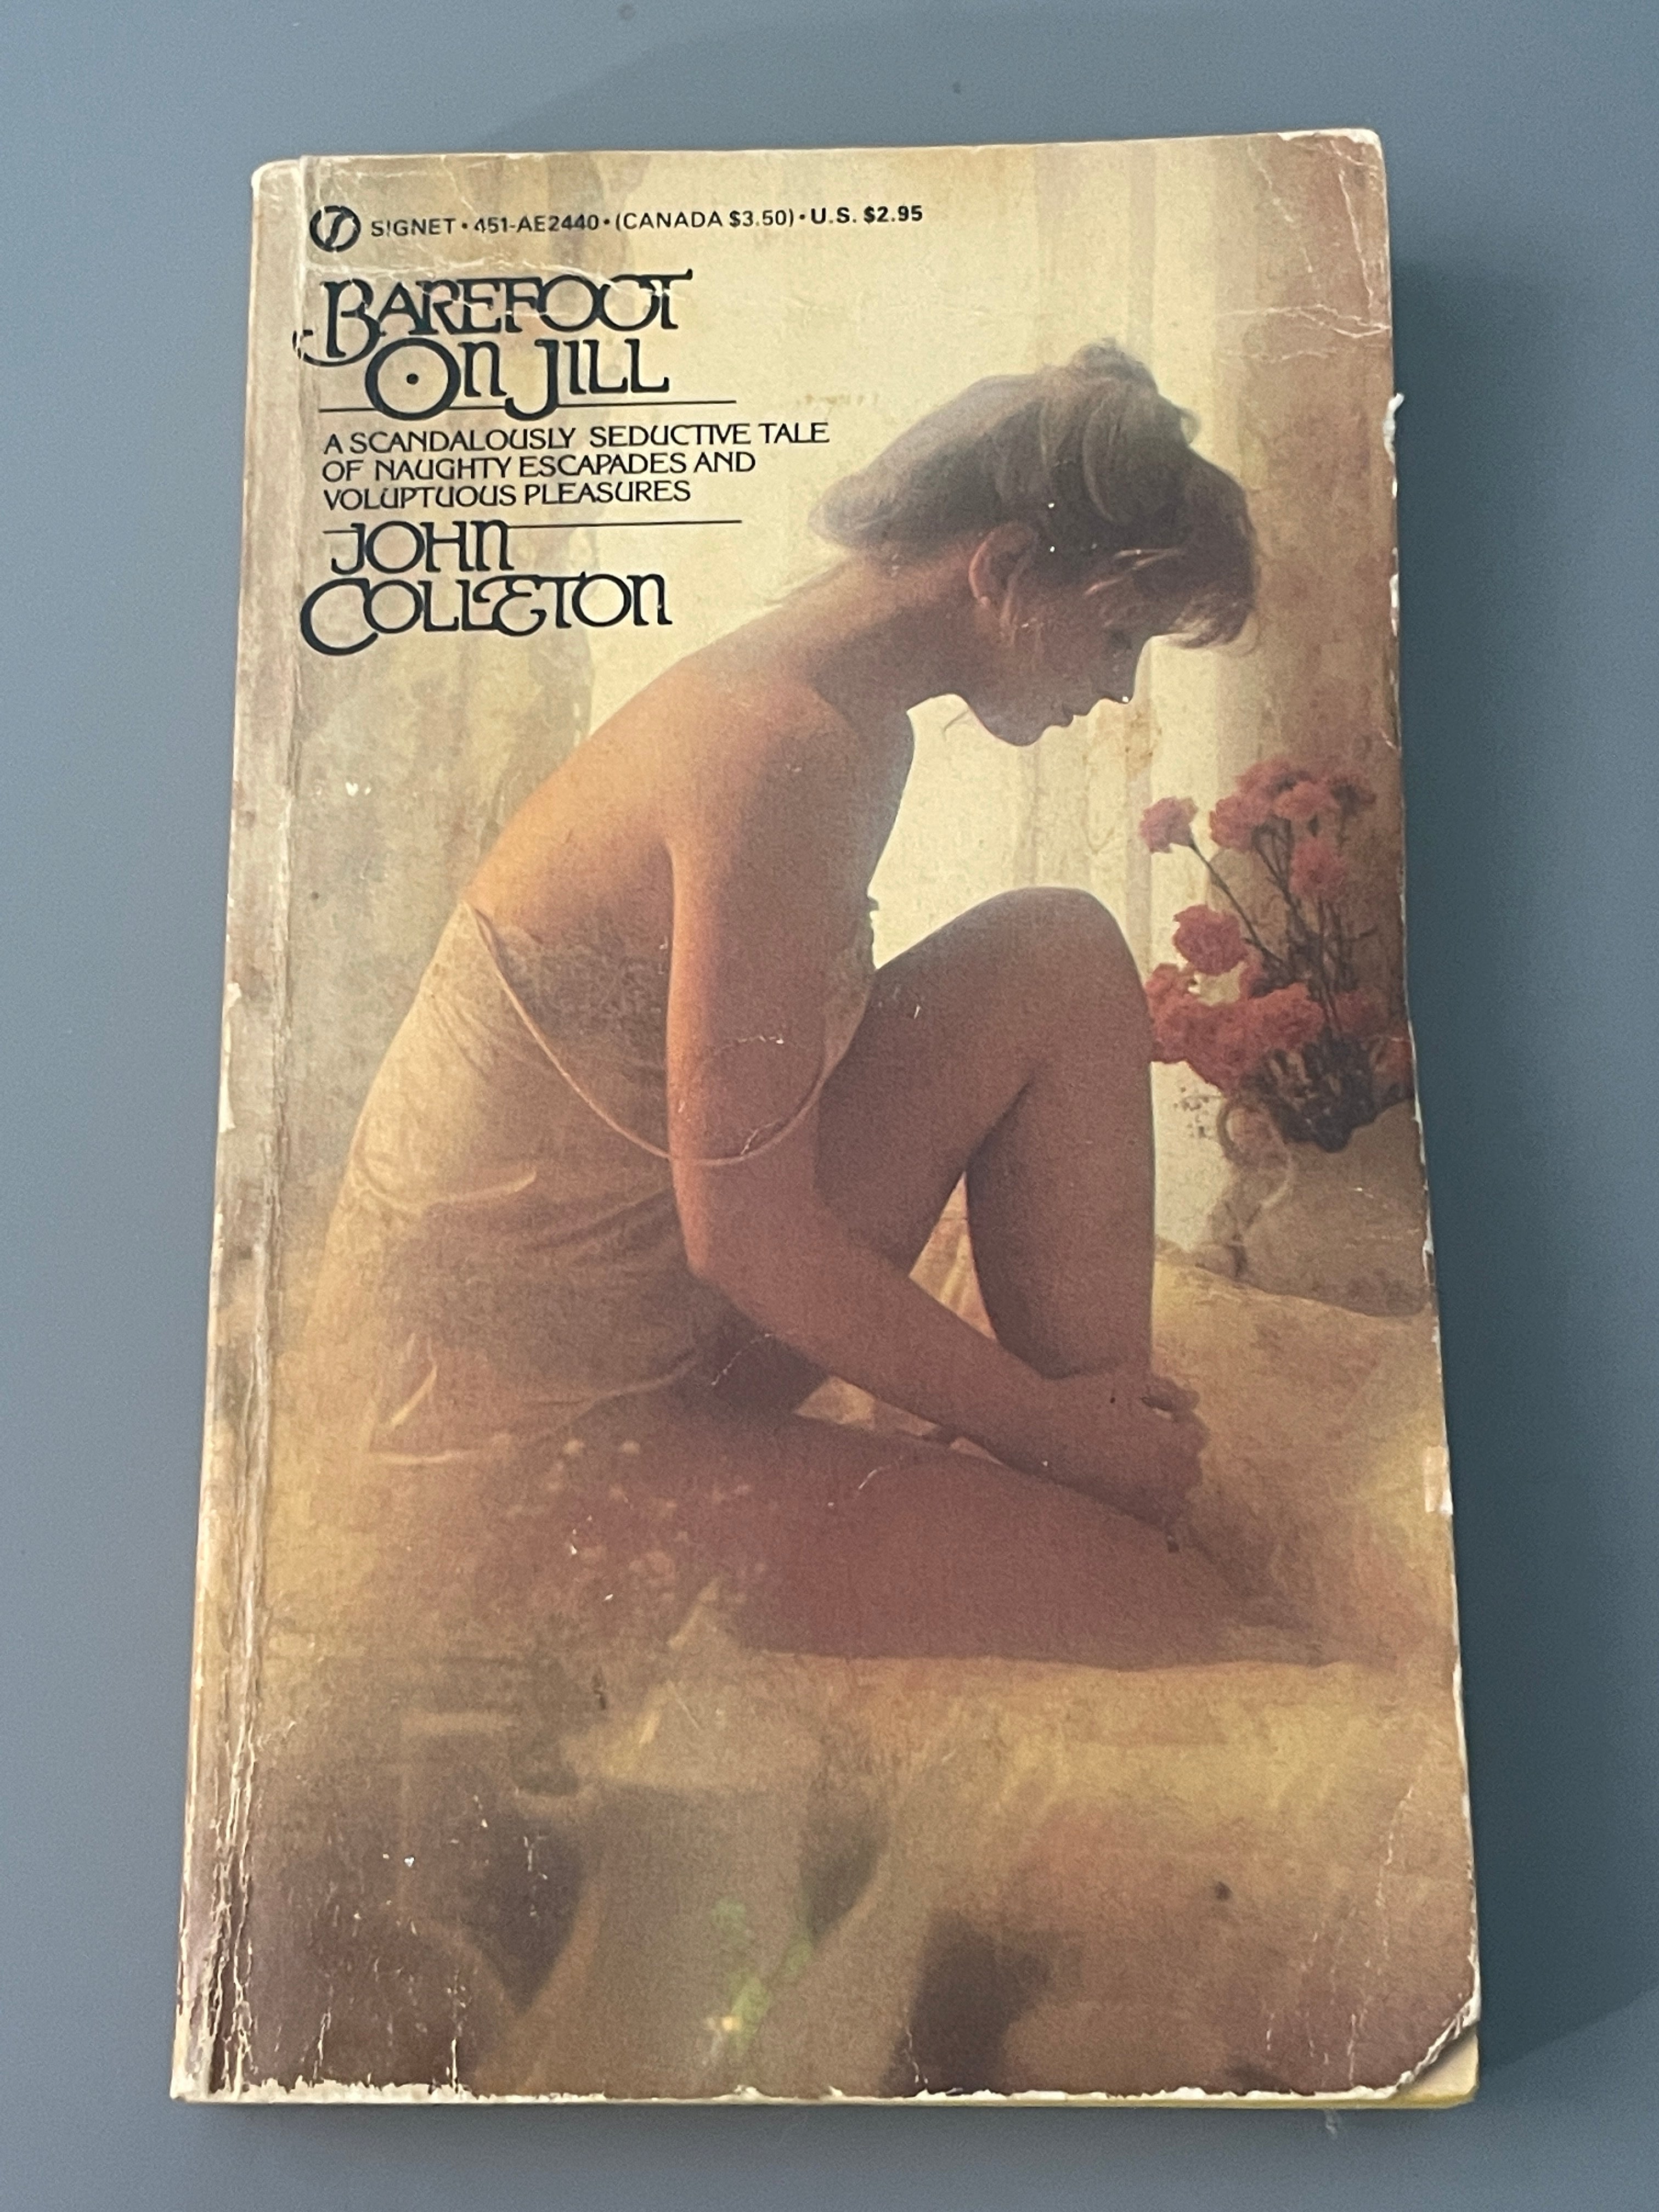 SIGNET • 451-AE2440 • (CANADA $3.50) • U.S. $2.95
BAREFOOT
ON JILL
A SCANDALOUSLY SEDUCTIVE TALE
OF NAUGHTY ESCAPADES AND
VOLUPTUOUS PLEASURES
JOHN
COLLETON